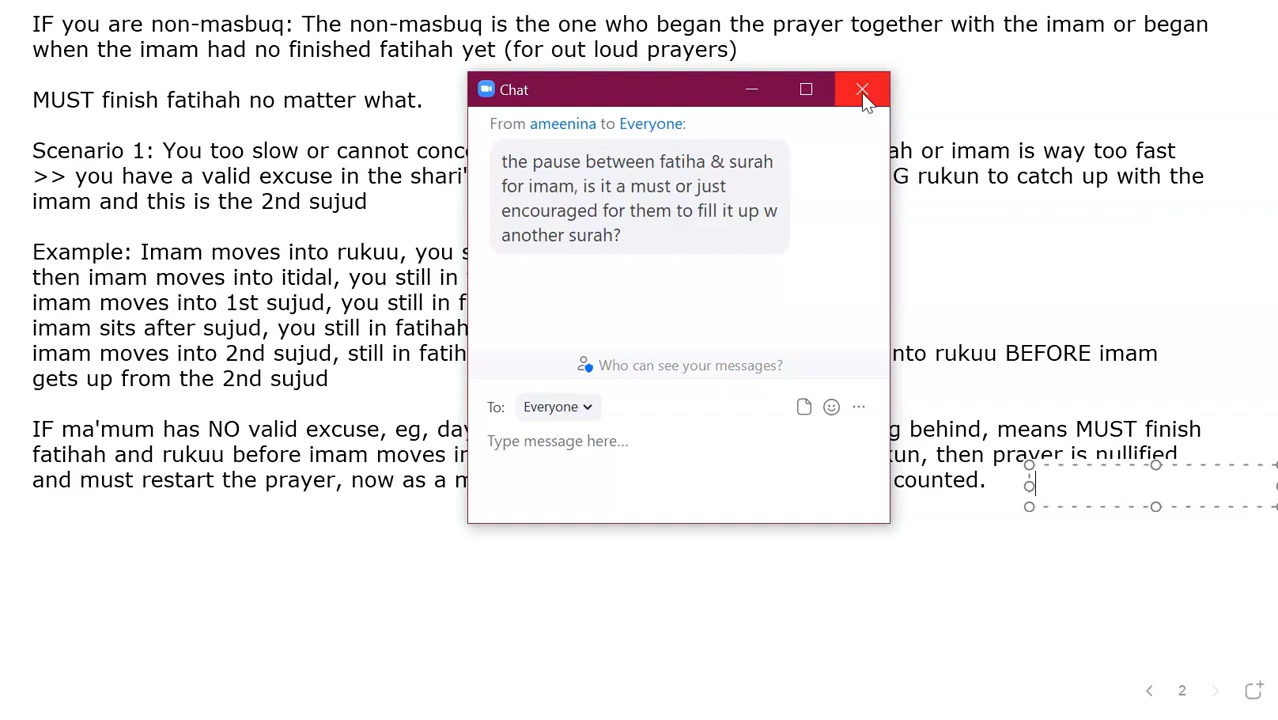 IF you are non-masbuq: The non-masbuq is the one who began the prayer together with the imam or began
when the imam had no finished fatihah yet (for out loud prayers)
MUST finish fatihah no matter what.
Scenario 1: You too slow or cannot conc
ah or imam is way too fast
>> you have a valid excuse in the shari'
G rukun to catch up with the
imam and this is the 2nd sujud
Example: Imam moves into rukuu, you s
then imam moves into itidal, you still in
imam moves into 1st sujud, you still in f
imam sits after sujud, you still in fatihah
imam moves into 2nd sujud, still in fatih
nto rukuu BEFORE imam
gets up from the 2nd sujud
IF ma'mum has NO valid excuse, eg, day
g behind, means MUST finish
fatihah and rukuu before imam moves in
kun, then prayer is nullified
and must restart the prayer, now as a m
counted.
Chat
From ameenina to Everyone:
the pause between fatiha & surah
for imam, is it a must or just
encouraged for them to fill it up w
another surah?
Who can see your messages?
To: Everyone
Type message here...
2